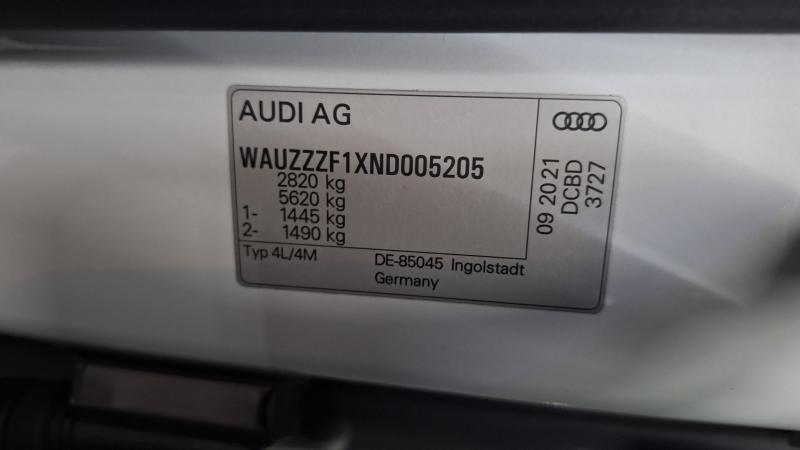 AUDI AG
WAUZZZF1XND005205
2820 kg
5620 kg
1- 1445 kg
2- 1490 kg
Typ 4L/4M
DE-85045 Ingolstadt
Germany
09 2021
DCBD
3727